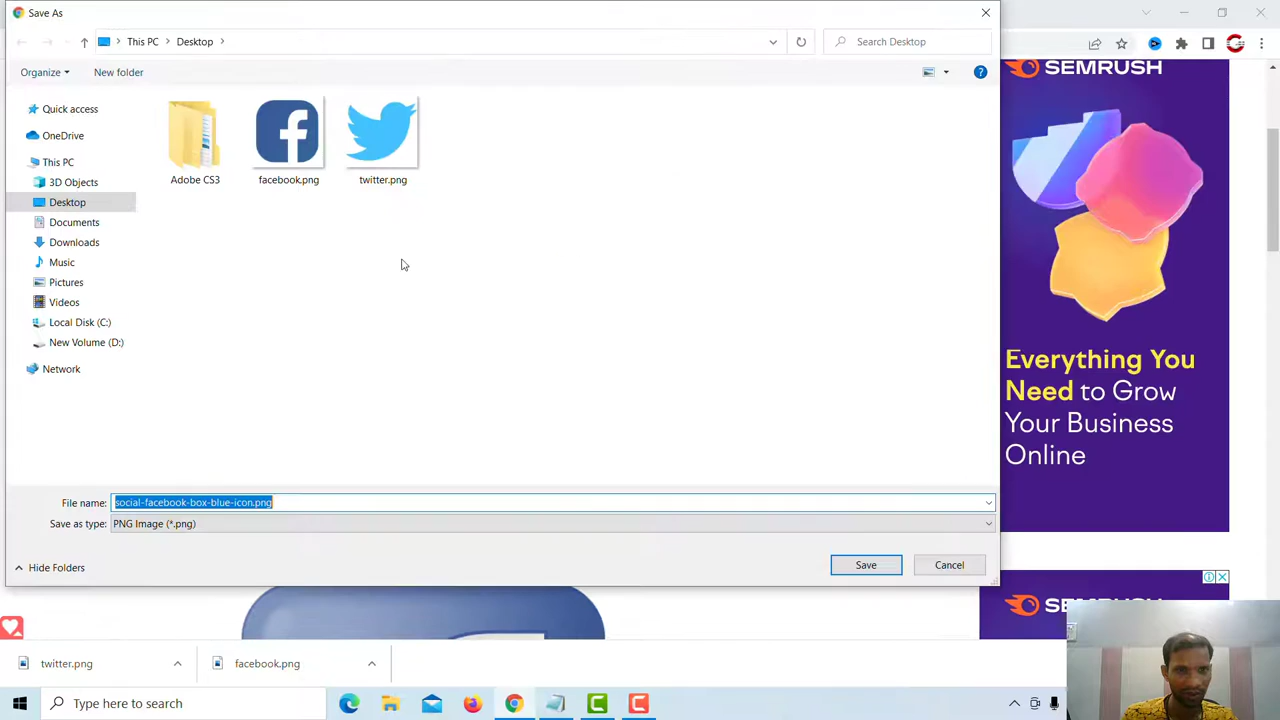 Save As
This PC
Desktop
Search Desktop
Organize
New folder
Quick access
OneDrive
This PC
3D Objects
Desktop
Documents
Downloads
Music
Pictures
Videos
Local Disk (C:)
New Volume (D:)
Network
Adobe CS3
facebook.png
twitter.png
File name:
social-facebook-box-blue-icon.png
Save as type:
PNG Image (*.png)
Hide Folders
Save
Cancel
SEMRUSH
Everything You
Need to Grow
Your Business
Online
twitter.png
facebook.png
Type here to search